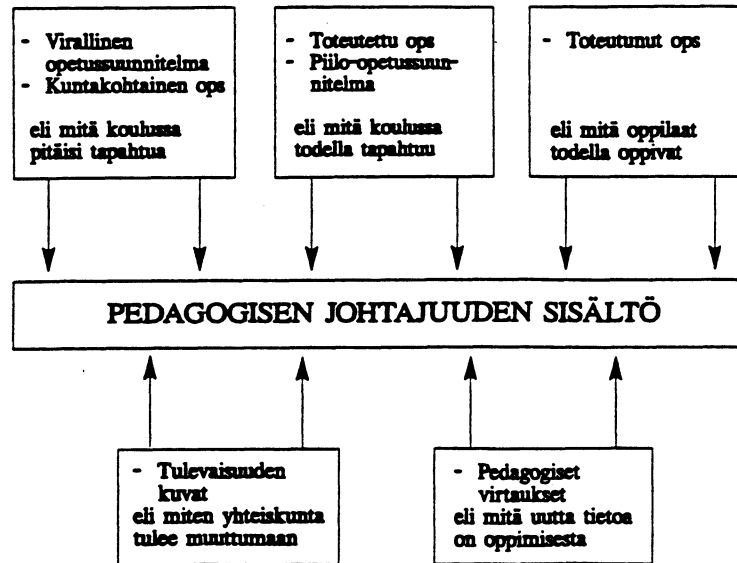 - Virallinen
opetussuunnitelma
- Kuntakohtainen ops
eli mitä koulussa
pitäisi tapahtua
- Toteutettu ops
- Piilo-opetussuun-
nitelma
eli mitä koulussa
todella tapahtuu
- Toteutunut ops
eli mitä oppilaat
todella oppivat
PEDAGOGISEN JOHTAJUUDEN SISÄLTÖ
- Tulevaisuuden
kuvat
eli miten yhteiskunta
tulee muuttumaan
- Pedagogiset
virtaukset
eli mitä uutta tietoa
on oppimisesta